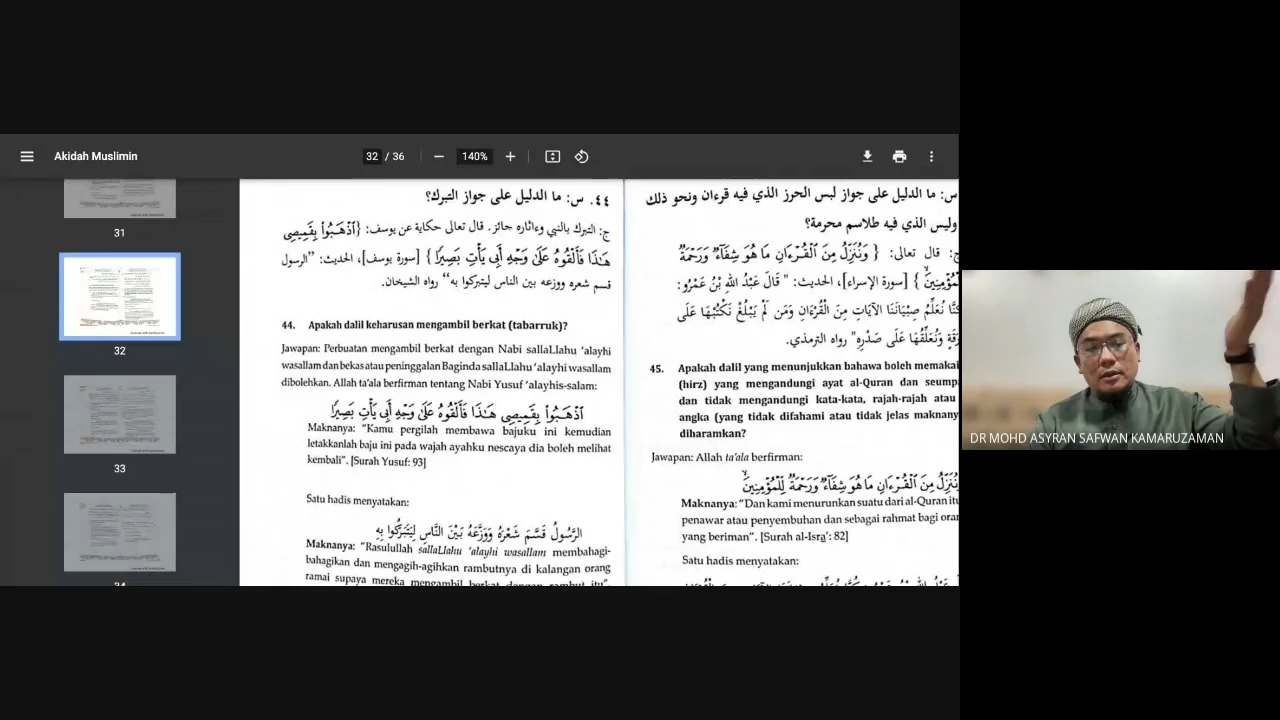 Akidah Muslimin
32 / 36
140%
31
32
33
٤٤. س: ما الدليل على جواز التبرك؟
ج: التبرك بالنبي وءاثاره جائز. قال تعالى حكاية عن يوسف: {ٱذْهَبُوا۟ بِقَمِيصِى
هَٰذَا فَأَلْقُوهُ عَلَىٰ وَجْهِ أَبِى يَأْتِ بَصِيرًا} [سورة يوسف]، الحديث: "الرسول
قسم شعره ووزعه بين الناس ليتبركوا به" رواه الشيخان.
44. Apakah dalil keharusan mengambil berkat (tabarruk)?
Jawapan: Perbuatan mengambil berkat dengan Nabi sallaLlahu ‘alayhi
wasallam dan bekas atau peninggalan Baginda sallaLlahu ‘alayhi wasallam
dibolehkan. Allah ta'ala berfirman tentang Nabi Yusuf ‘alayhis-salam:
ٱذْهَبُوا۟ بِقَمِيصِى هَٰذَا فَأَلْقُوهُ عَلَىٰ وَجْهِ أَبِى يَأْتِ بَصِيرًا
Maknanya: “Kamu pergilah membawa bajuku ini kemudian
letakkanlah baju ini pada wajah ayahku nescaya dia boleh melihat
kembali”. [Surah Yusuf: 93]
Satu hadis menyatakan:
الرَّسُولُ قَسَّمَ شَعْرَهُ وَوَزَّعَهُ بَيْنَ النَّاسِ لِيَتَبَرَّكُوا بِهِ
Maknanya: “Rasulullah sallaLlahu ‘alayhi wasallam membahagi-
bahagikan dan mengagih-agihkan rambutnya di kalangan orang
ramai supaya mereka mengambil berkat dengan rambut itu”.
س: ما الدليل على جواز لبس الحرز الذي فيه قرءان ونحو ذلك
وليس الذي فيه طلاسم محرمة؟
ج: قال تعالى: { وَنُنَزِّلُ مِنَ ٱلْقُرْءَانِ مَا هُوَ شِفَآءٌ وَرَحْمَةٌ
} [سورة الإسراء]، الحديث: " قَالَ عَبْدُ اللهِ بْنُ عَمْرٍو:
كُنَّا نُعَلِّمُ صِبْيَانَنَا الآيَاتِ مِنَ الْقُرْءَانِ وَمَن لَمْ يَبْلُغْ نَكْتُبُهَا عَلَى
وَنُعَلِّقُهَا عَلَى صَدْرِهِ" رواه الترمذي.
45. Apakah dalil yang menunjukkan bahawa boleh memakai
(hirz) yang mengandungi ayat al-Quran dan seump
dan tidak mengandungi kata-kata, rajah-rajah atau
angka (yang tidak difahami atau tidak jelas maknany
diharamkan?
Jawapan: Allah ta'ala berfirman:
وَنُنَزِّلُ مِنَ ٱلْقُرْءَانِ مَا هُوَ شِفَآءٌ وَرَحْمَةٌ لِّلْمُؤْمِنِينَ
Maknanya: “Dan kami menurunkan suatu dari al-Quran itu
penawar atau penyembuhan dan sebagai rahmat bagi oran
yang beriman”. [Surah al-Isra': 82]
Satu hadis menyatakan:
DR MOHD ASYRAN SAFWAN KAMARUZAMAN